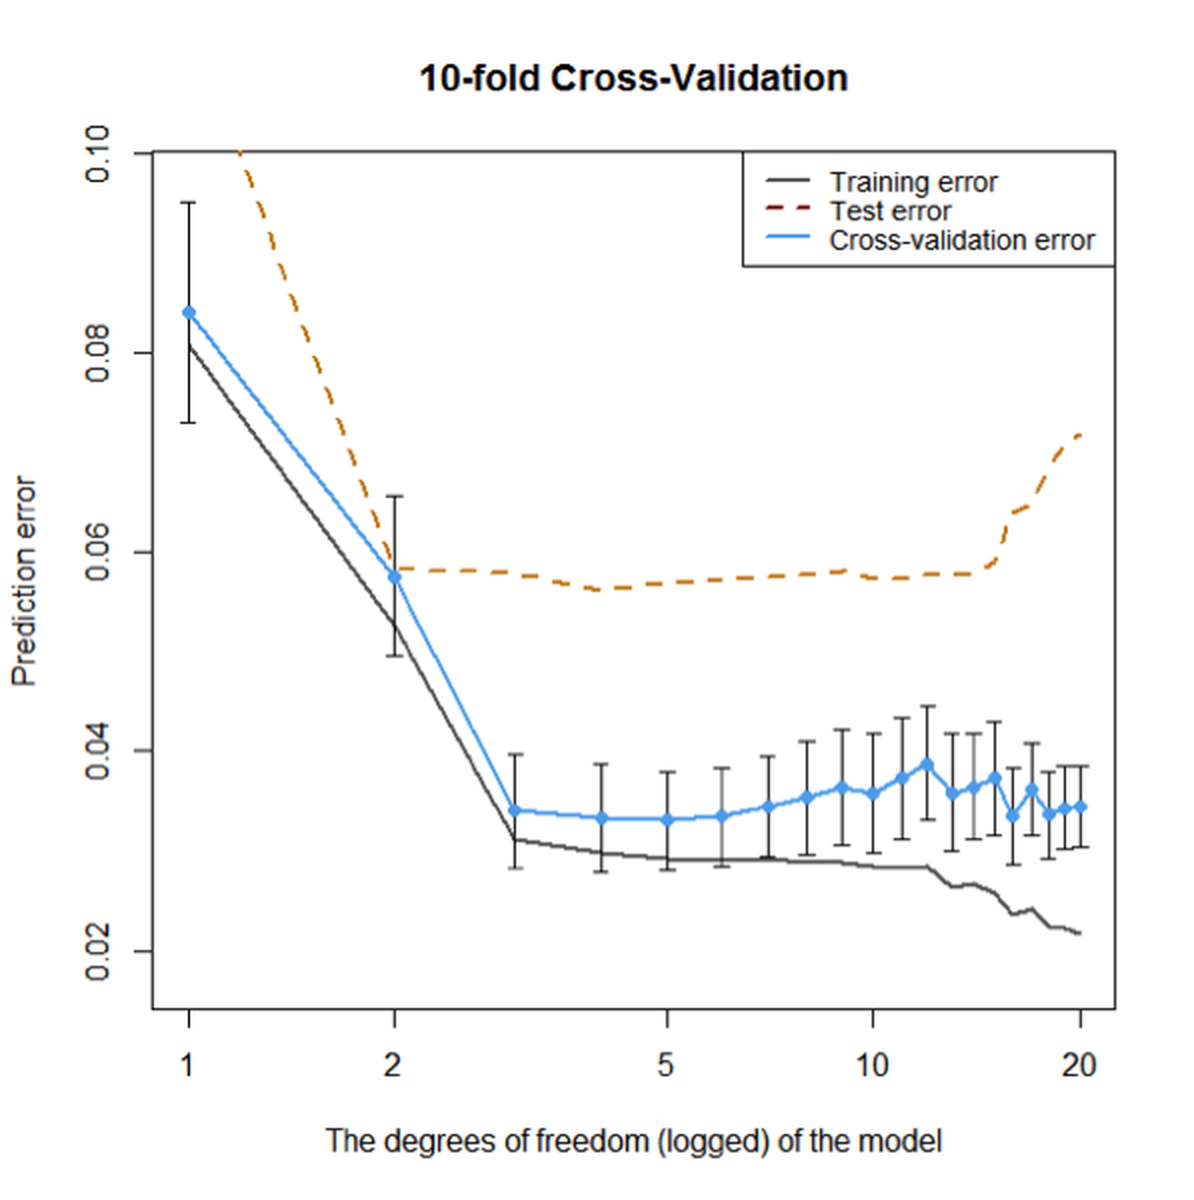 10-fold Cross-Validation
Training error
Test error
Cross-validation error
0.10
0.08
0.06
0.04
0.02
Prediction error
1 2 5 10 20
The degrees of freedom (logged) of the model